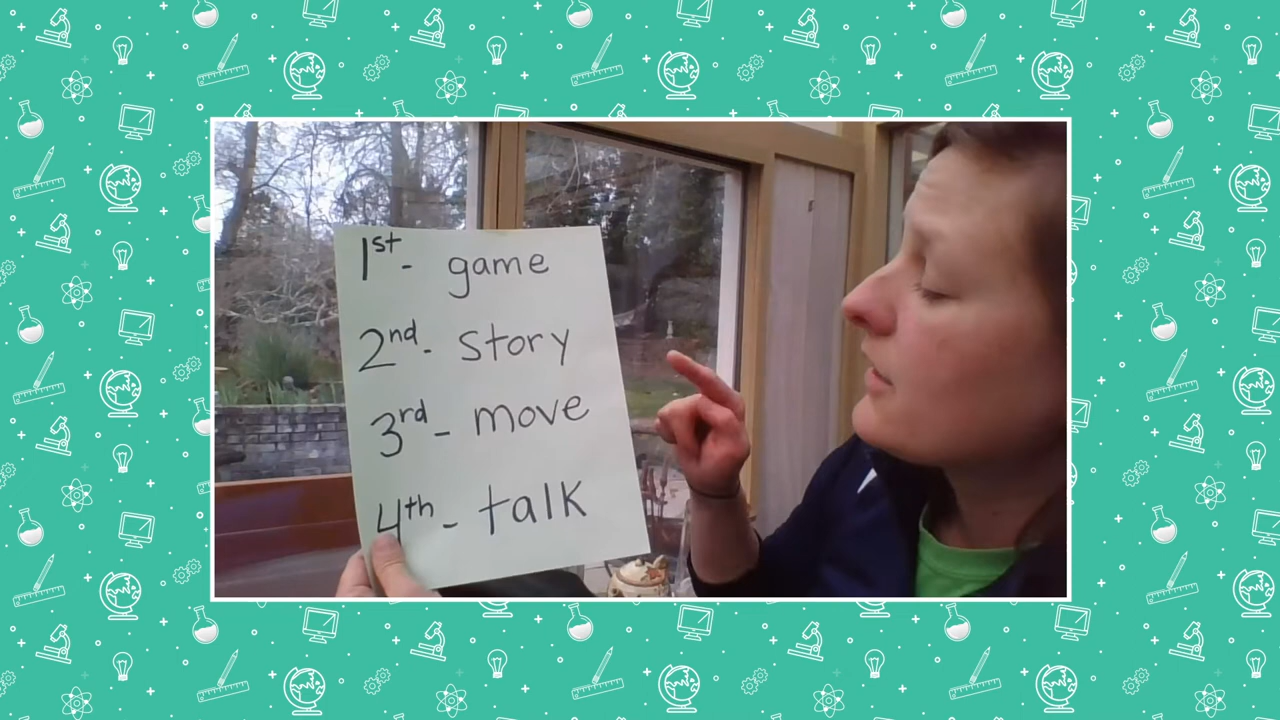 1st- game
2nd- story
3rd- move
4th- talk